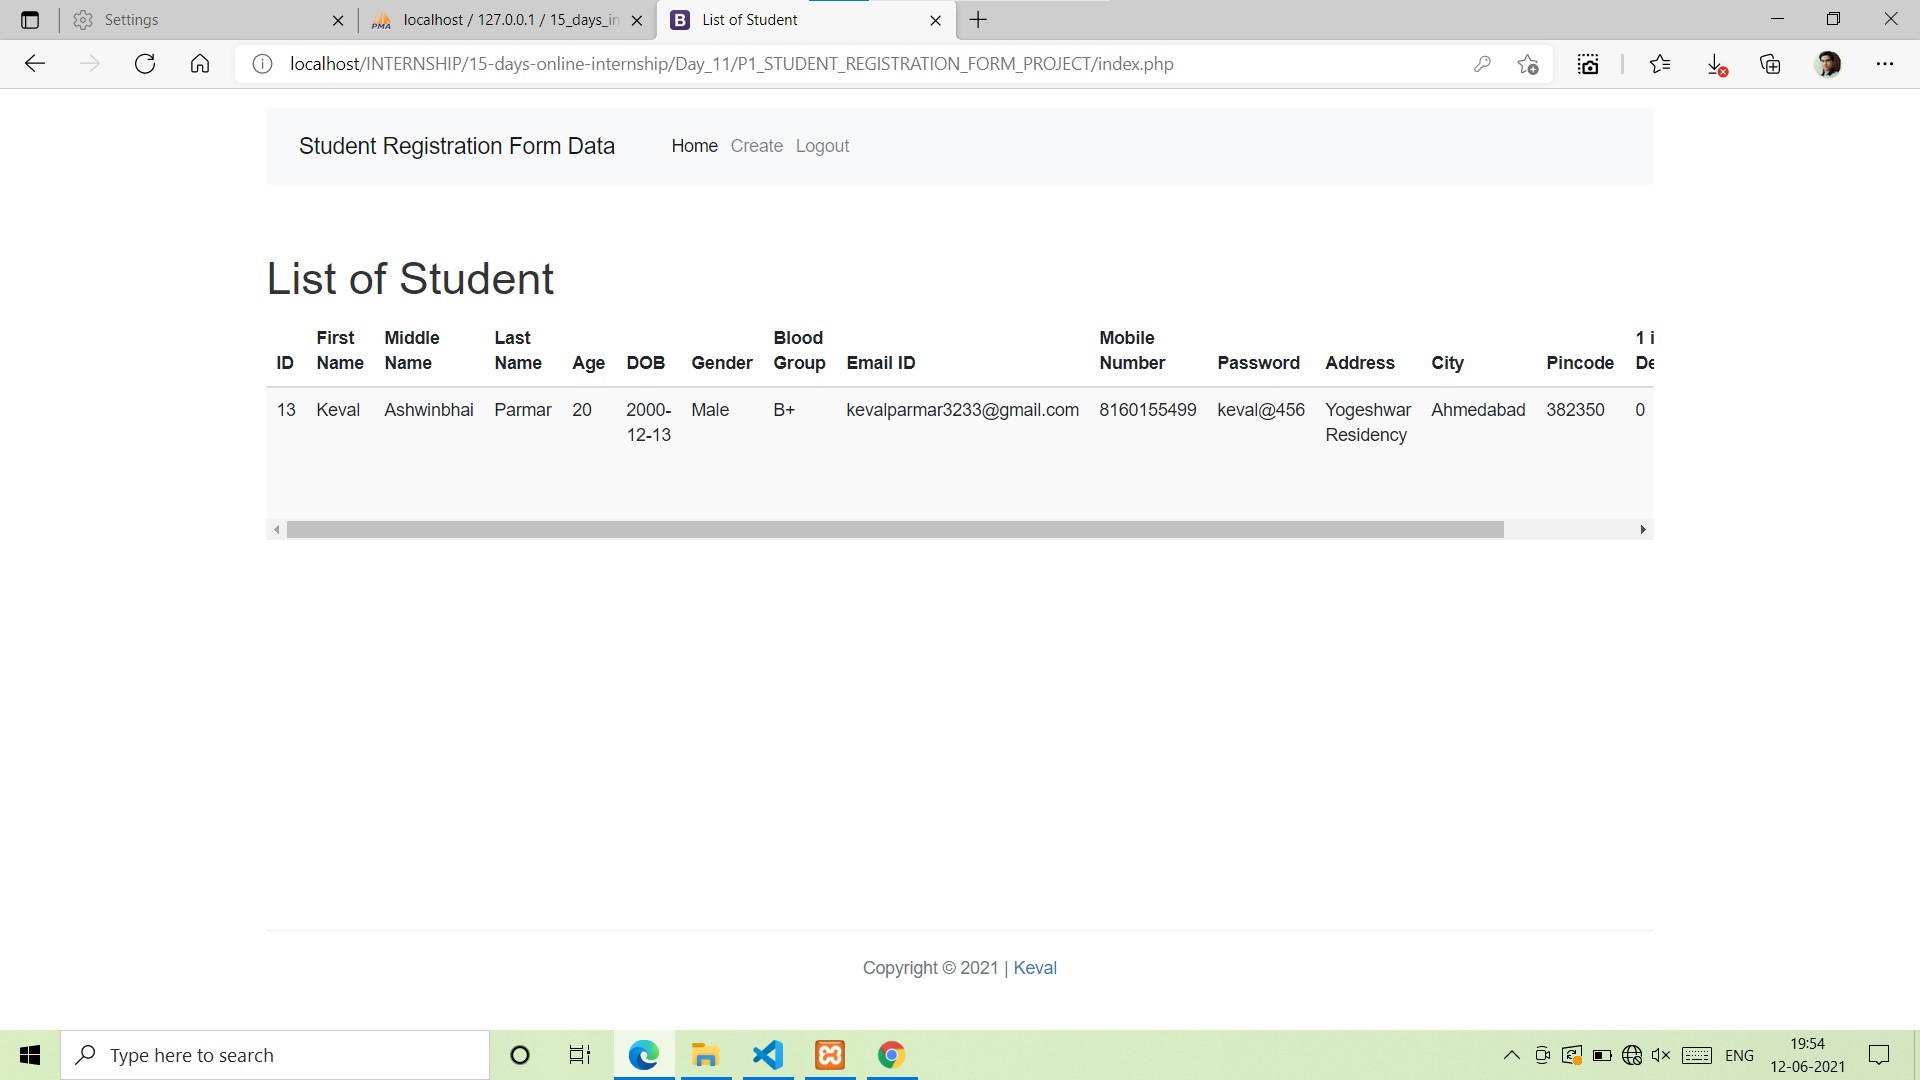 Settings
localhost / 127.0.0.1 / 15_days_in
List of Student
localhost/INTERNSHIP/15-days-online-internship/Day_11/P1_STUDENT_REGISTRATION_FORM_PROJECT/index.php
Student Registration Form Data Home Create Logout
List of Student
ID First Name Middle Name Last Name Age DOB Gender Blood Group Email ID Mobile Number Password Address City Pincode 1 i De
13 Keval Ashwinbhai Parmar 20 2000-12-13 Male B+ kevalparmar3233@gmail.com 8160155499 keval@456 Yogeshwar Residency Ahmedabad 382350 0
Copyright © 2021 | Keval
Type here to search
ENG
19:54
12-06-2021